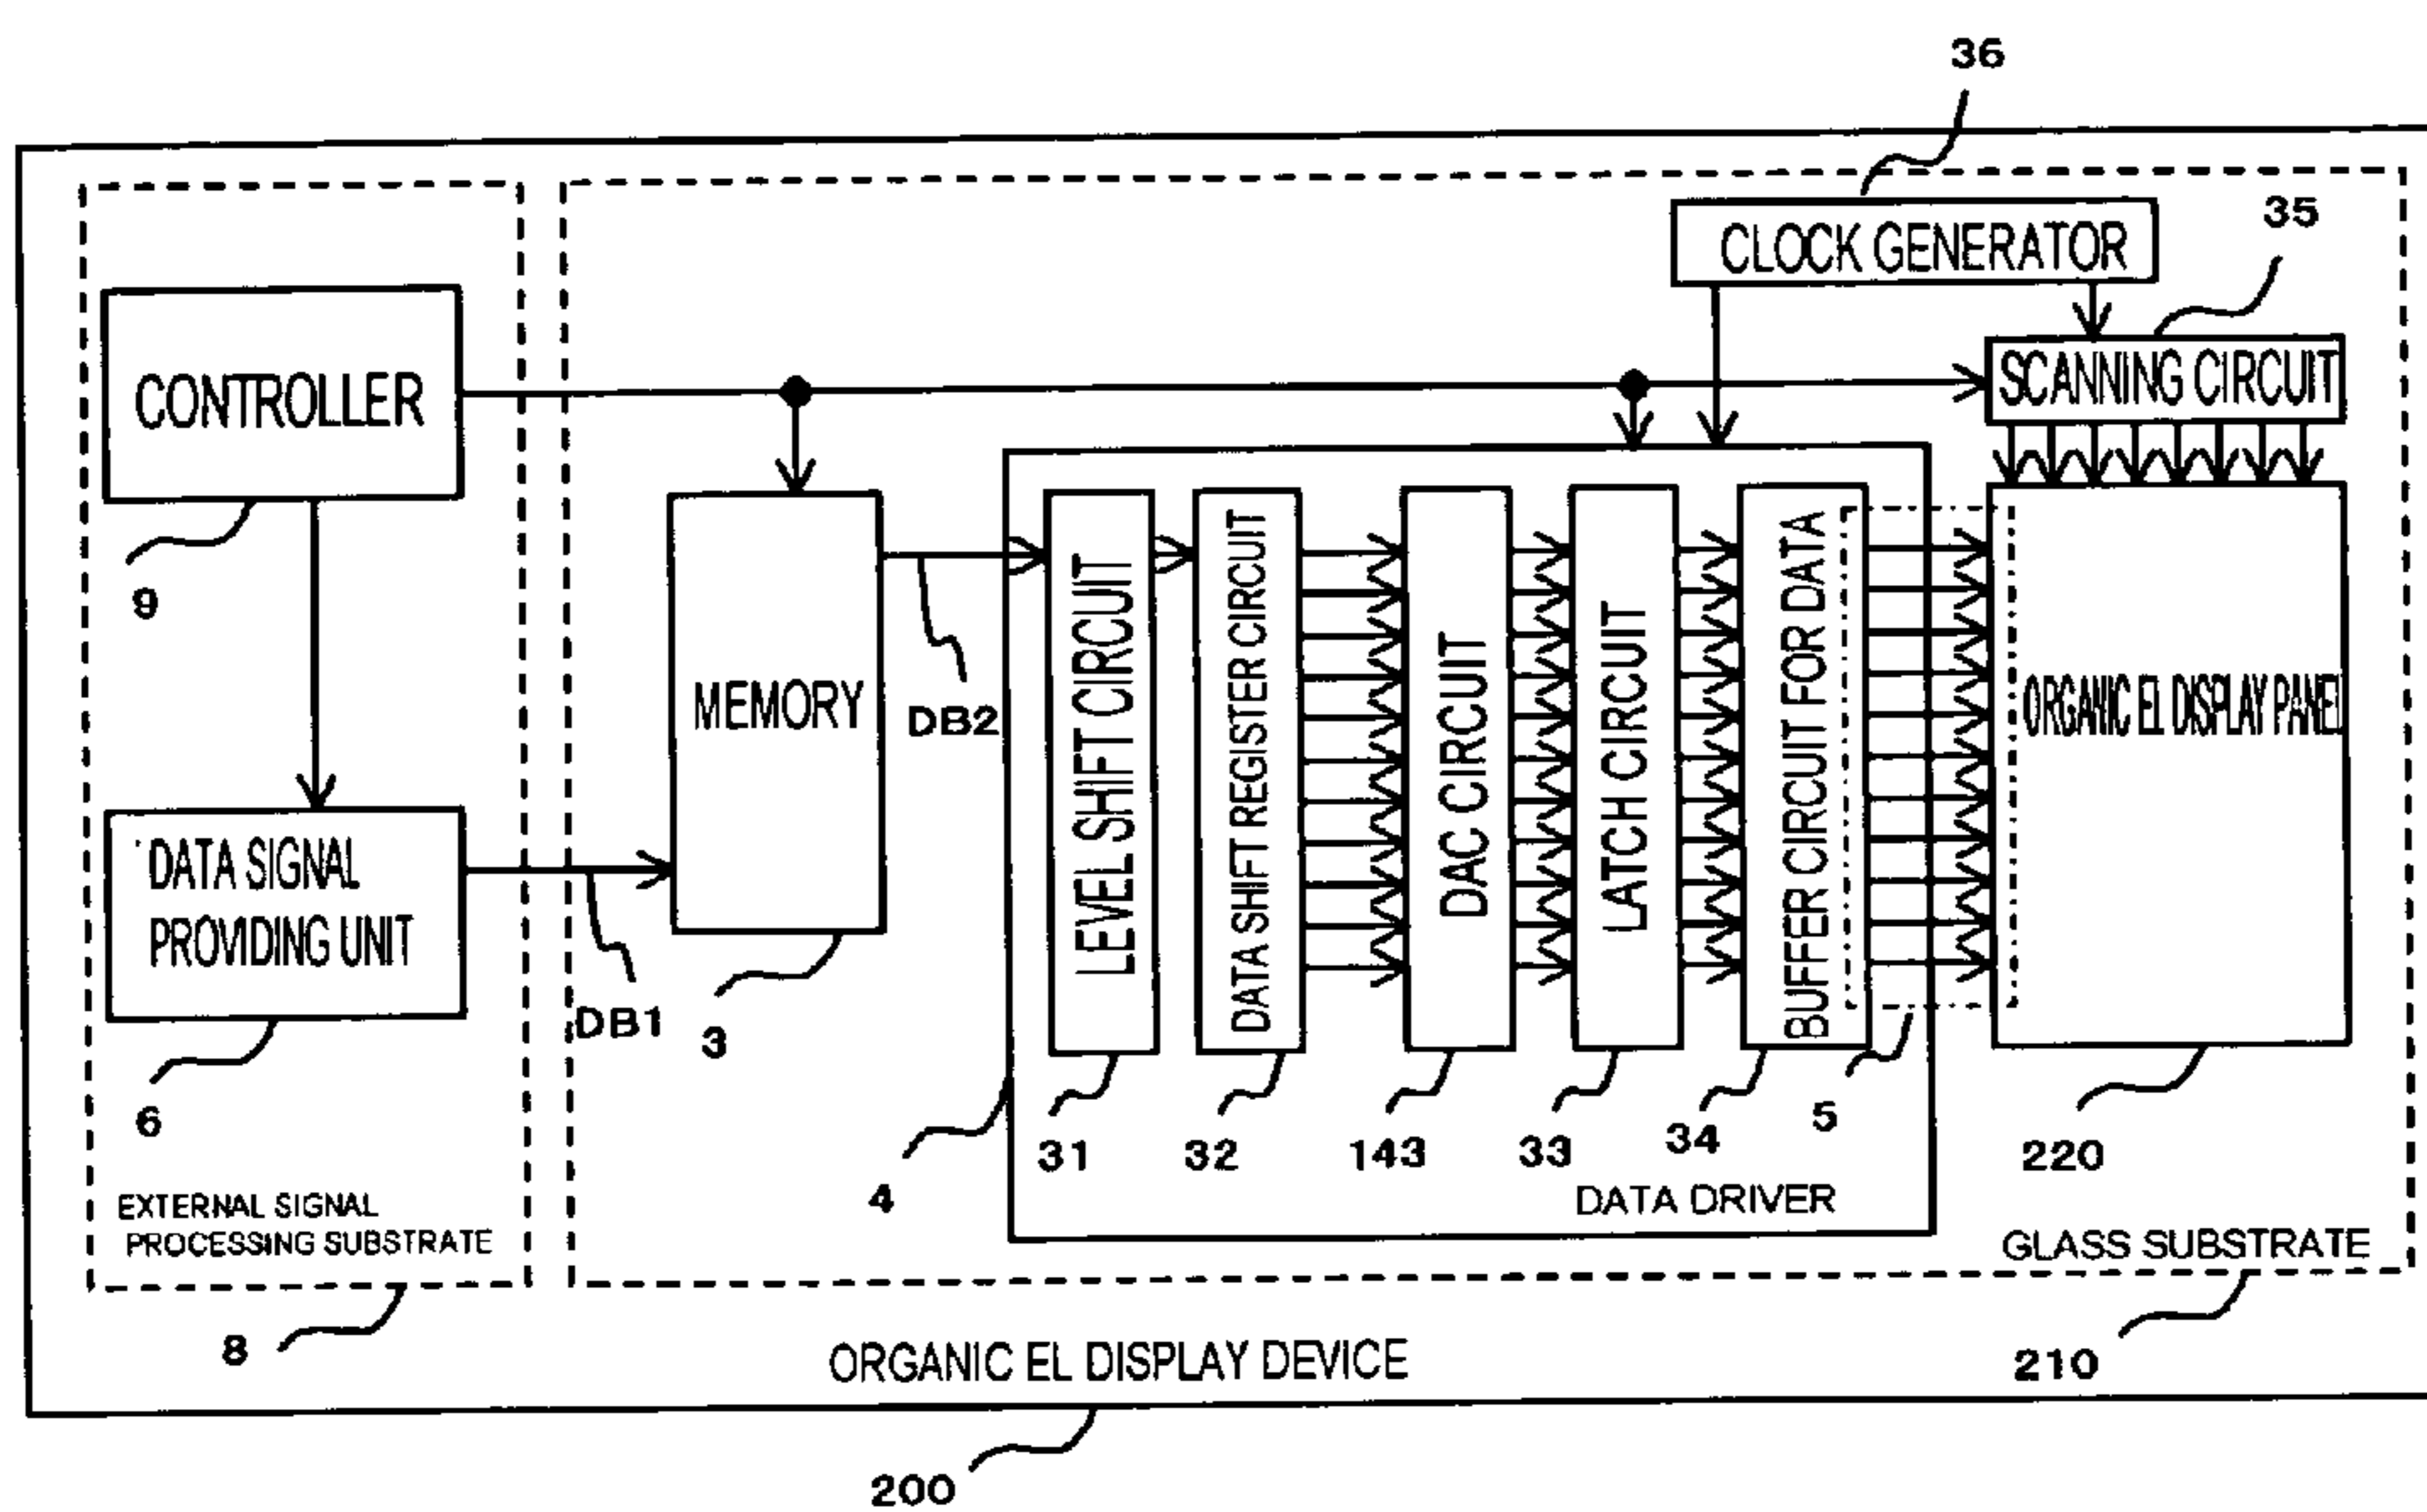 36
CLOCK GENERATOR
35
CONTROLLER
SCANNING CIRCUIT
9
MEMORY
DB2
LEVEL SHIFT CIRCUIT
DATA SHIFT REGISTER CIRCUIT
DAC CIRCUIT
LATCH CIRCUIT
BUFFER CIRCUIT FOR DATA
ORGANIC EL DISPLAY PANEL
DATA SIGNAL
PROVIDING UNIT
DB1
3
6
4
31
32
143
33
34
5
220
DATA DRIVER
EXTERNAL SIGNAL
PROCESSING SUBSTRATE
GLASS SUBSTRATE
8
ORGANIC EL DISPLAY DEVICE
210
200